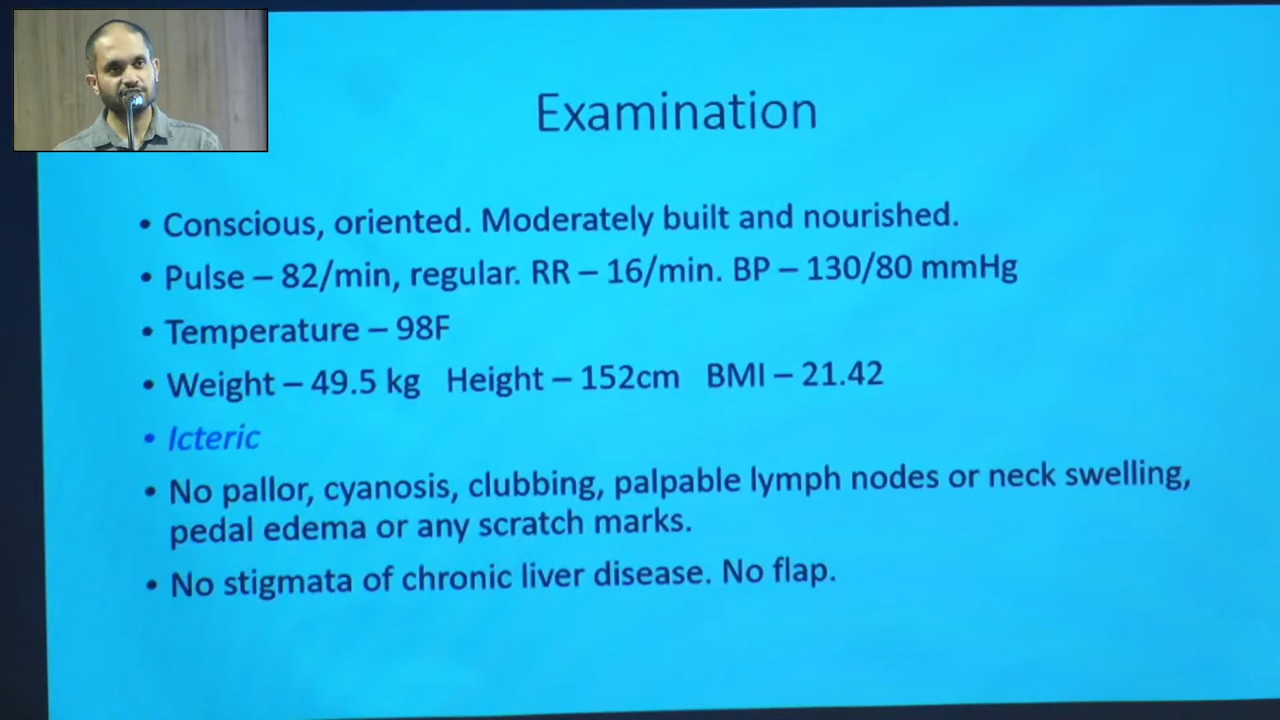 Examination
• Conscious, oriented. Moderately built and nourished.
• Pulse – 82/min, regular. RR – 16/min. BP – 130/80 mmHg
• Temperature – 98F
• Weight – 49.5 kg   Height – 152cm   BMI – 21.42
• Icteric
• No pallor, cyanosis, clubbing, palpable lymph nodes or neck swelling,
pedal edema or any scratch marks.
• No stigmata of chronic liver disease. No flap.